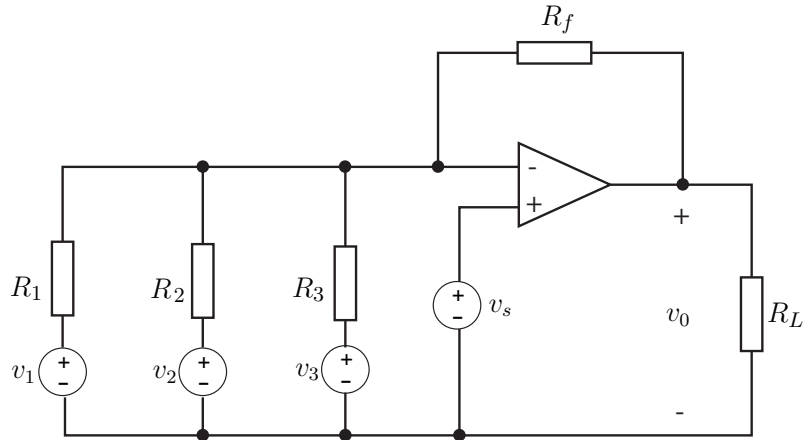 R_f
-
+
+
R_1
R_2
R_3
+
-
v_s
v_0
R_L
v_1
+
-
v_2
+
-
v_3
+
-
-